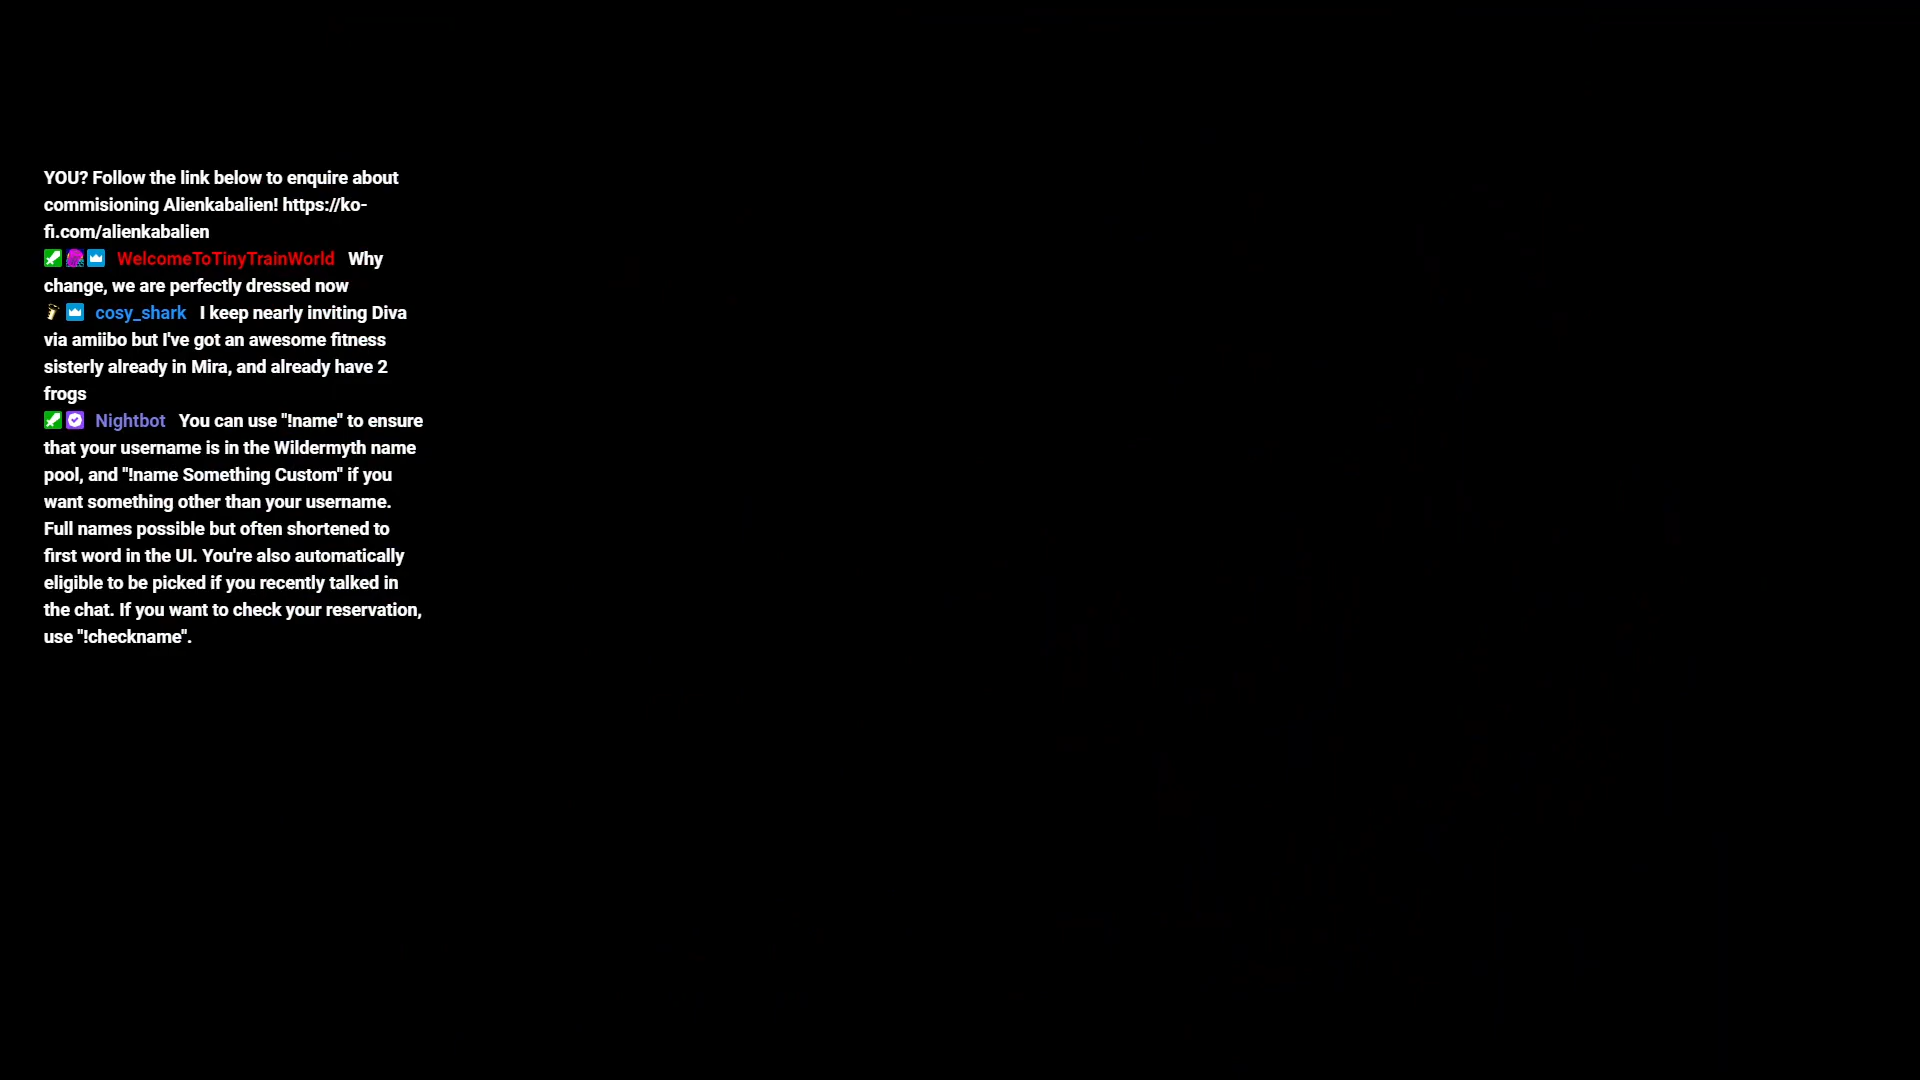 YOU? Follow the link below to enquire about
commisioning Alienkabalien! https://ko-
fi.com/alienkabalien
WelcomeToTinyTrainWorld Why
change, we are perfectly dressed now
cosy_shark I keep nearly inviting Diva
via amiibo but I've got an awesome fitness
sisterly already in Mira, and already have 2
frogs
Nightbot You can use "!name" to ensure
that your username is in the Wildermyth name
pool, and "!name Something Custom" if you
want something other than your username.
Full names possible but often shortened to
first word in the UI. You're also automatically
eligible to be picked if you recently talked in
the chat. If you want to check your reservation,
use "!checkname".